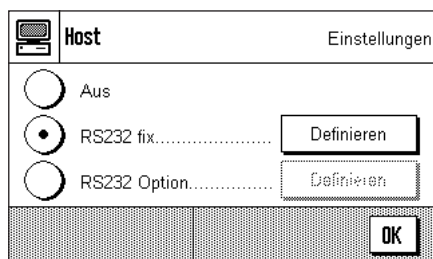 Host Einstellungen
Aus
RS232 fix...................... Definieren
RS232 Option................ Definieren
OK